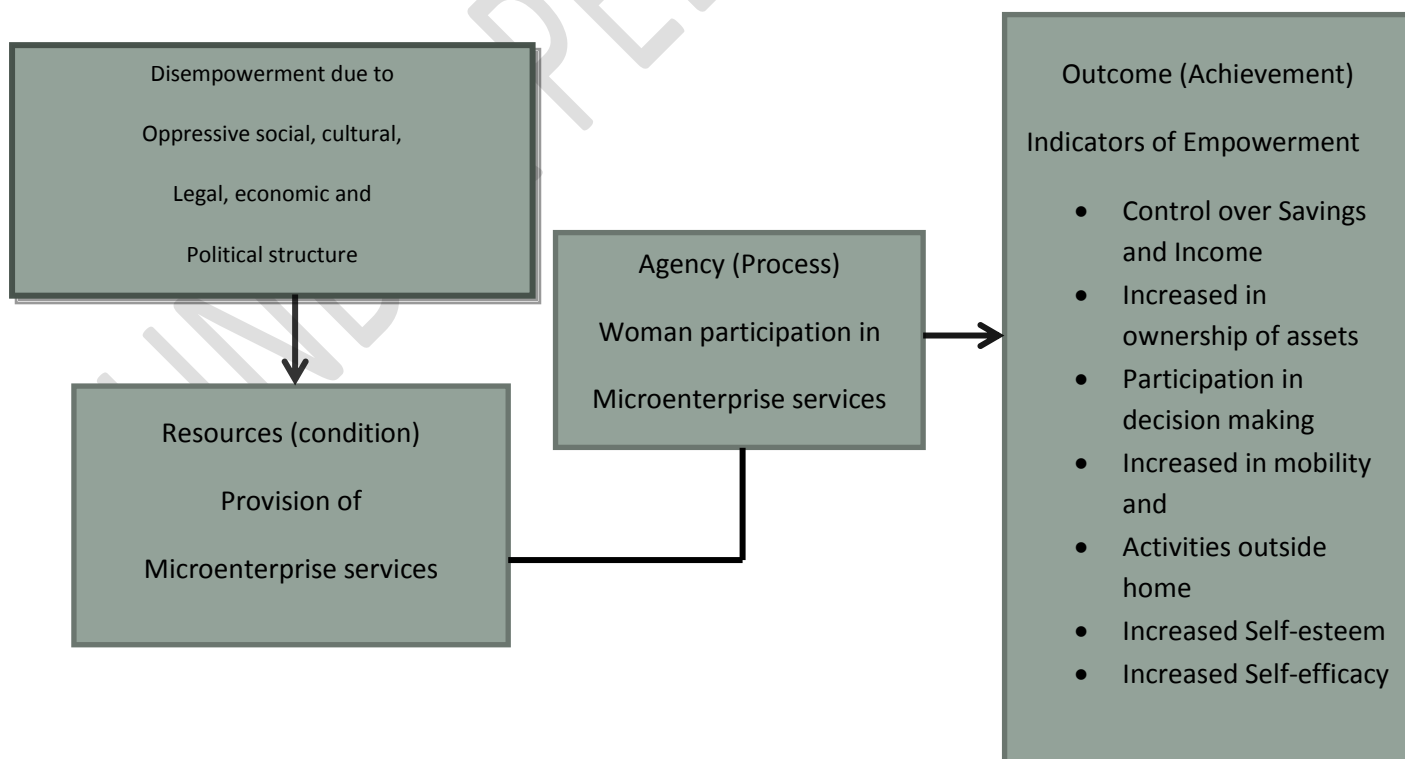 Disempowerment due to
Oppressive social, cultural,
Legal, economic and
Political structure
Resources (condition)
Provision of
Microenterprise services
Agency (Process)
Woman participation in
Microenterprise services
Outcome (Achievement)
Indicators of Empowerment
• Control over Savings
and Income
• Increased in
ownership of assets
• Participation in
decision making
• Increased in mobility
and
• Activities outside
home
• Increased Self-esteem
• Increased Self-efficacy